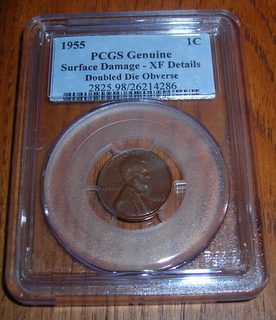 1955 1C
PCGS Genuine
Surface Damage - XF Details
Doubled Die Obverse
2825.98/26214286